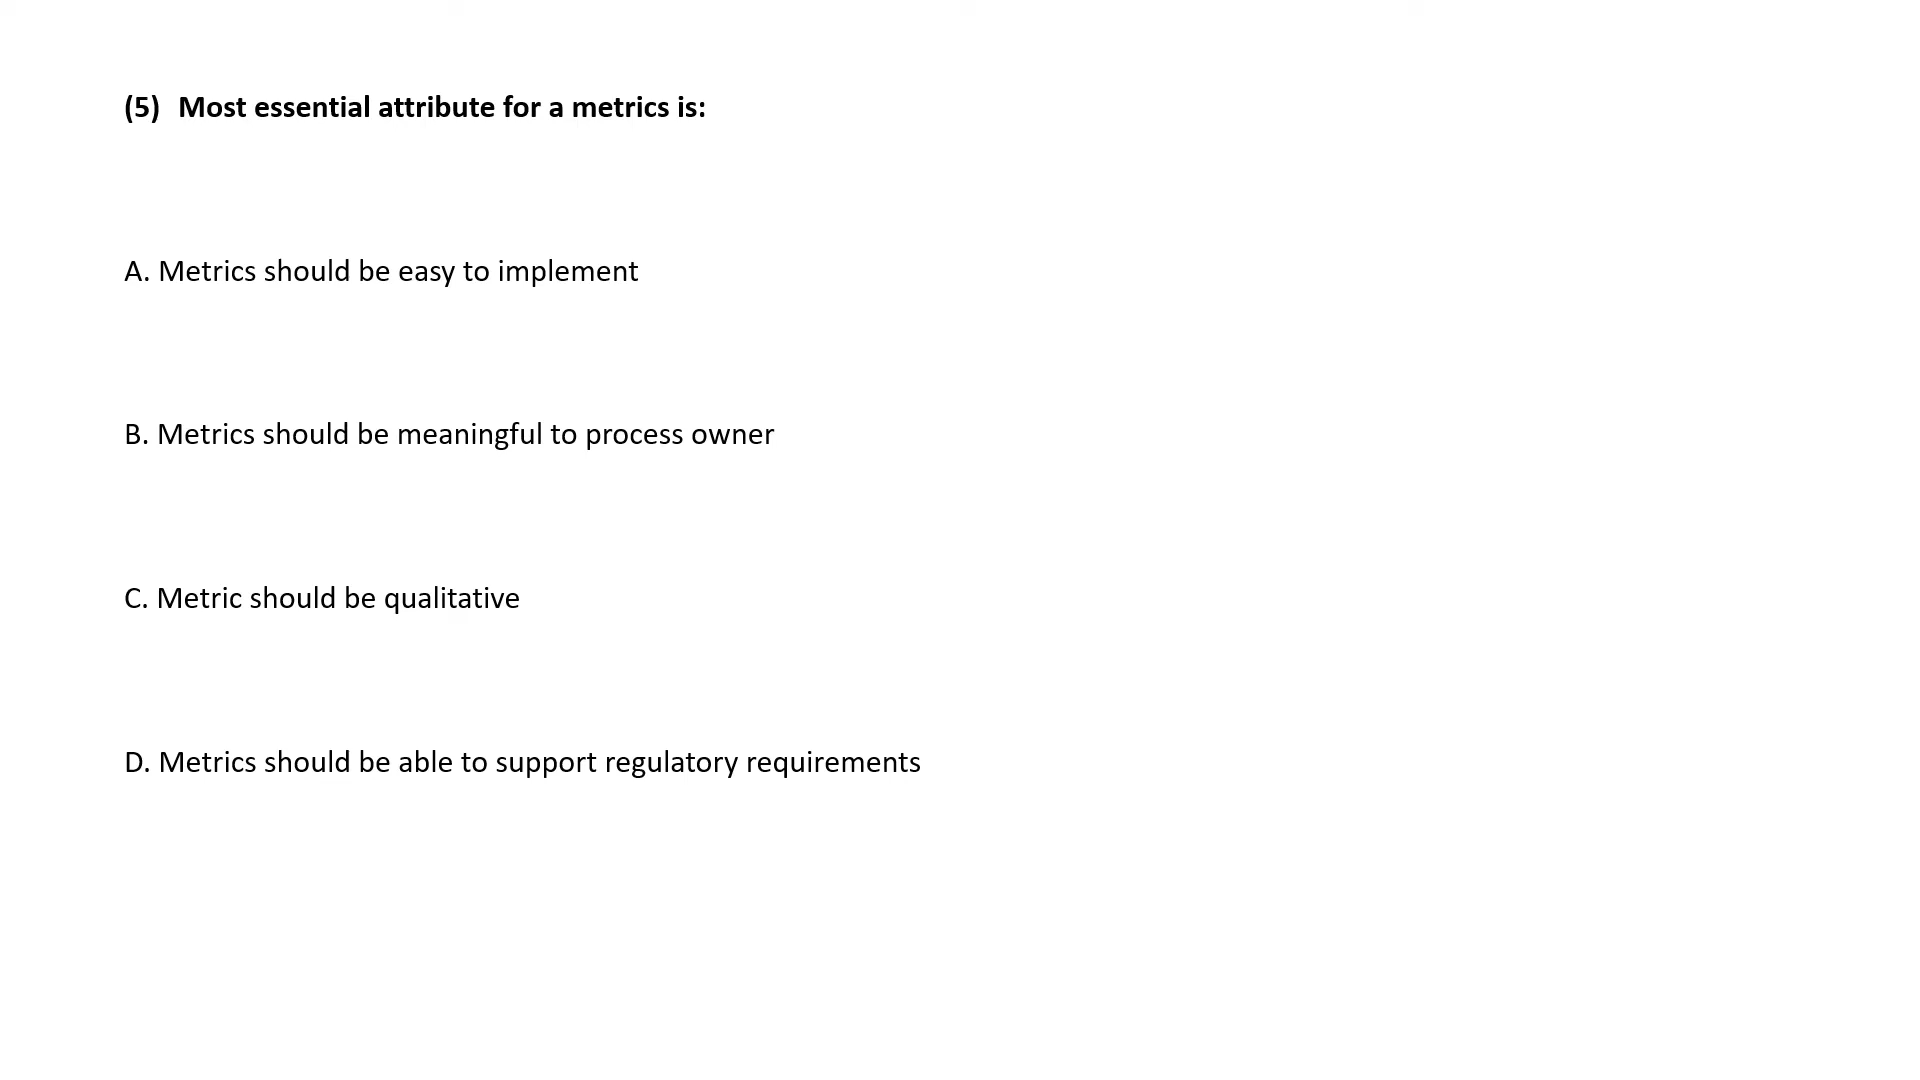 (5) Most essential attribute for a metrics is:
A. Metrics should be easy to implement
B. Metrics should be meaningful to process owner
C. Metric should be qualitative
D. Metrics should be able to support regulatory requirements